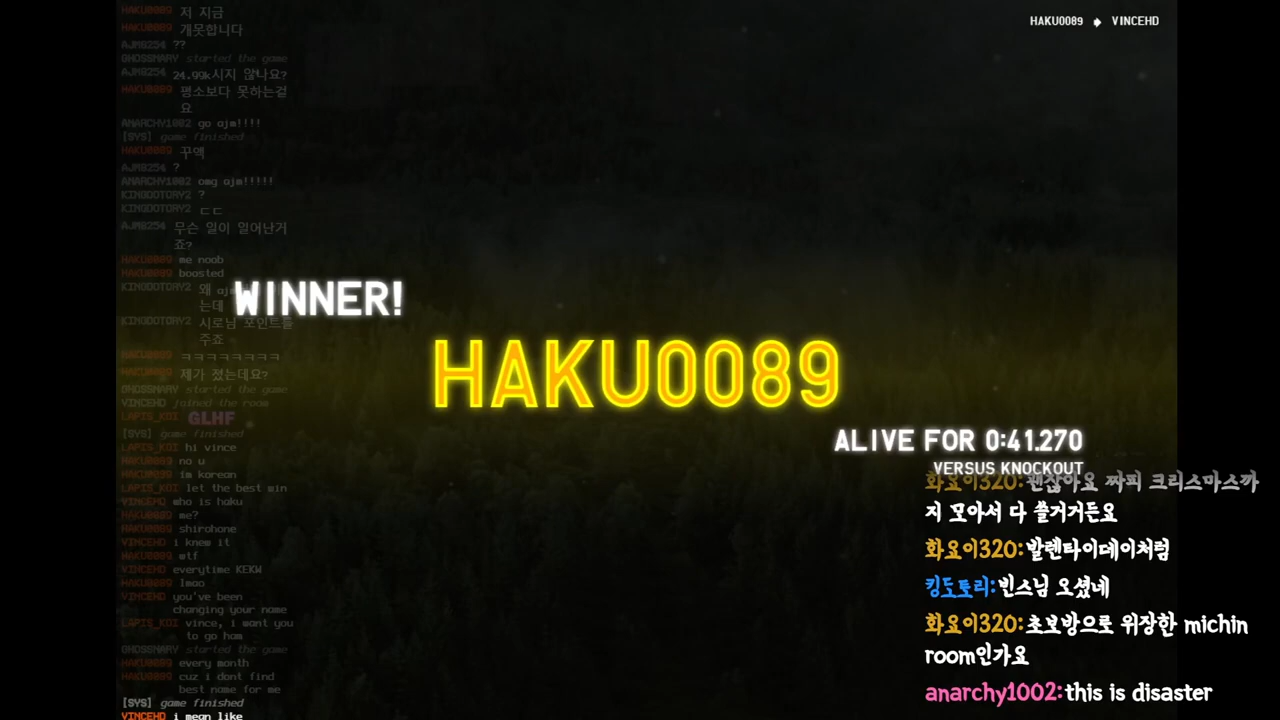 HAKU0089 저 지금
HAKU0089 개못합니다
AJM8254 ??
GHOSSMARY started the game
AJM8254 24.99k시지 않나요?
HAKU0089 평소보다 못하는걸
요
ANARCHY1002 go ajm!!!!
[SYS] game finished
HAKU0089 꾸엑
AJM8254 ?
ANARCHY1002 omg ajm!!!!!
KINGDOTORY2 ?
KINGDOTORY2 ㄷㄷ
AJM8254 무슨 일이 일어난거
죠?
HAKU0089 me noob
HAKU0089 boosted
KINGDOTORY2 왜 aj
는데
KINGDOTORY2 시로님 포인트를
주죠
HAKU0089 ㅋㅋㅋㅋㅋㅋㅋㅋ
HAKU0089 제가 졌는데요?
GHOSSMARY started the game
VINCEHD joined the room
LAPIS_KOI GLHF
[SYS] game finished
LAPIS_KOI hi vince
HAKU0089 no u
HAKU0089 im korean
LAPIS_KOI let the best win
VINCEHD who is haku
HAKU0089 me?
HAKU0089 shirahane
VINCEHD i knew it
HAKU0089 wtf
VINCEHD everytime KEKW
HAKU0089 lmao
VINCEHD you've been
changing your name
LAPIS_KOI vince, i want you
to go ham
GHOSSMARY started the game
HAKU0089 every month
HAKU0089 cuz i dont find
best name for me
[SYS] game finished
VINCEHD i mean like
HAKU0089 ◆ VINCEHD
WINNER!
HAKU0089
ALIVE FOR 0:41.270
VERSUS KNOCKOUT
화요이320:괜찮아요 짜피 크리스마스까
지 모아서 다 쓸거거든요
화요이320:발렌타이데이처럼
킹도토리:빈스님 오셨네
화요이320:초보방으로 위장한 michin
room인가요
anarchy1002:this is disaster